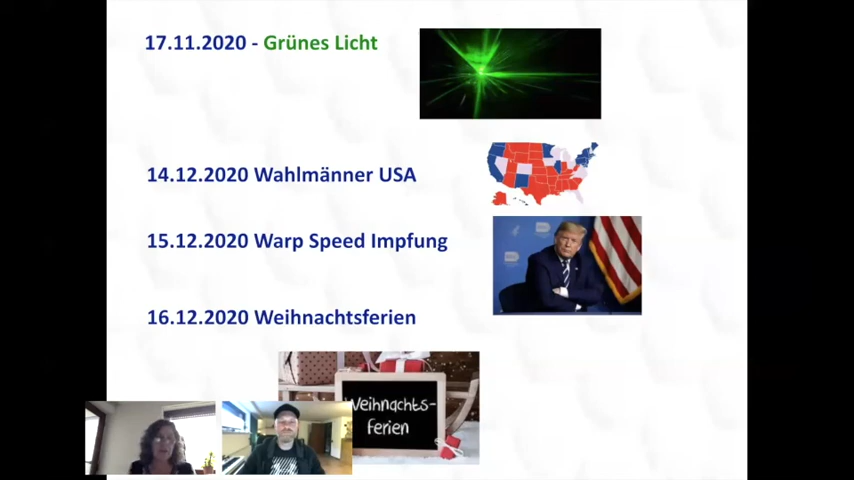 17.11.2020 - Grünes Licht
14.12.2020 Wahlmänner USA
15.12.2020 Warp Speed Impfung
16.12.2020 Weihnachtsferien
Weihnachts-
Ferien